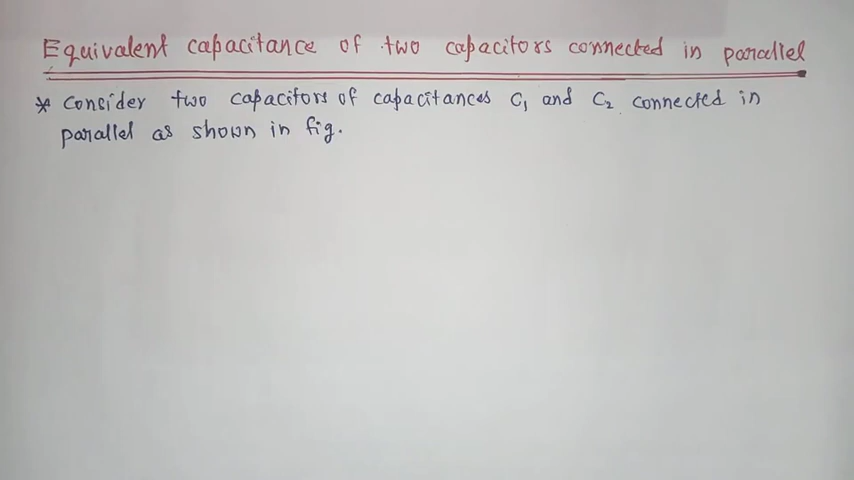 Equivalent capacitance of two capacitors connected in parallel
* Consider two capacitors of capacitances C₁ and C₂ connected in
parallel as shown in fig.